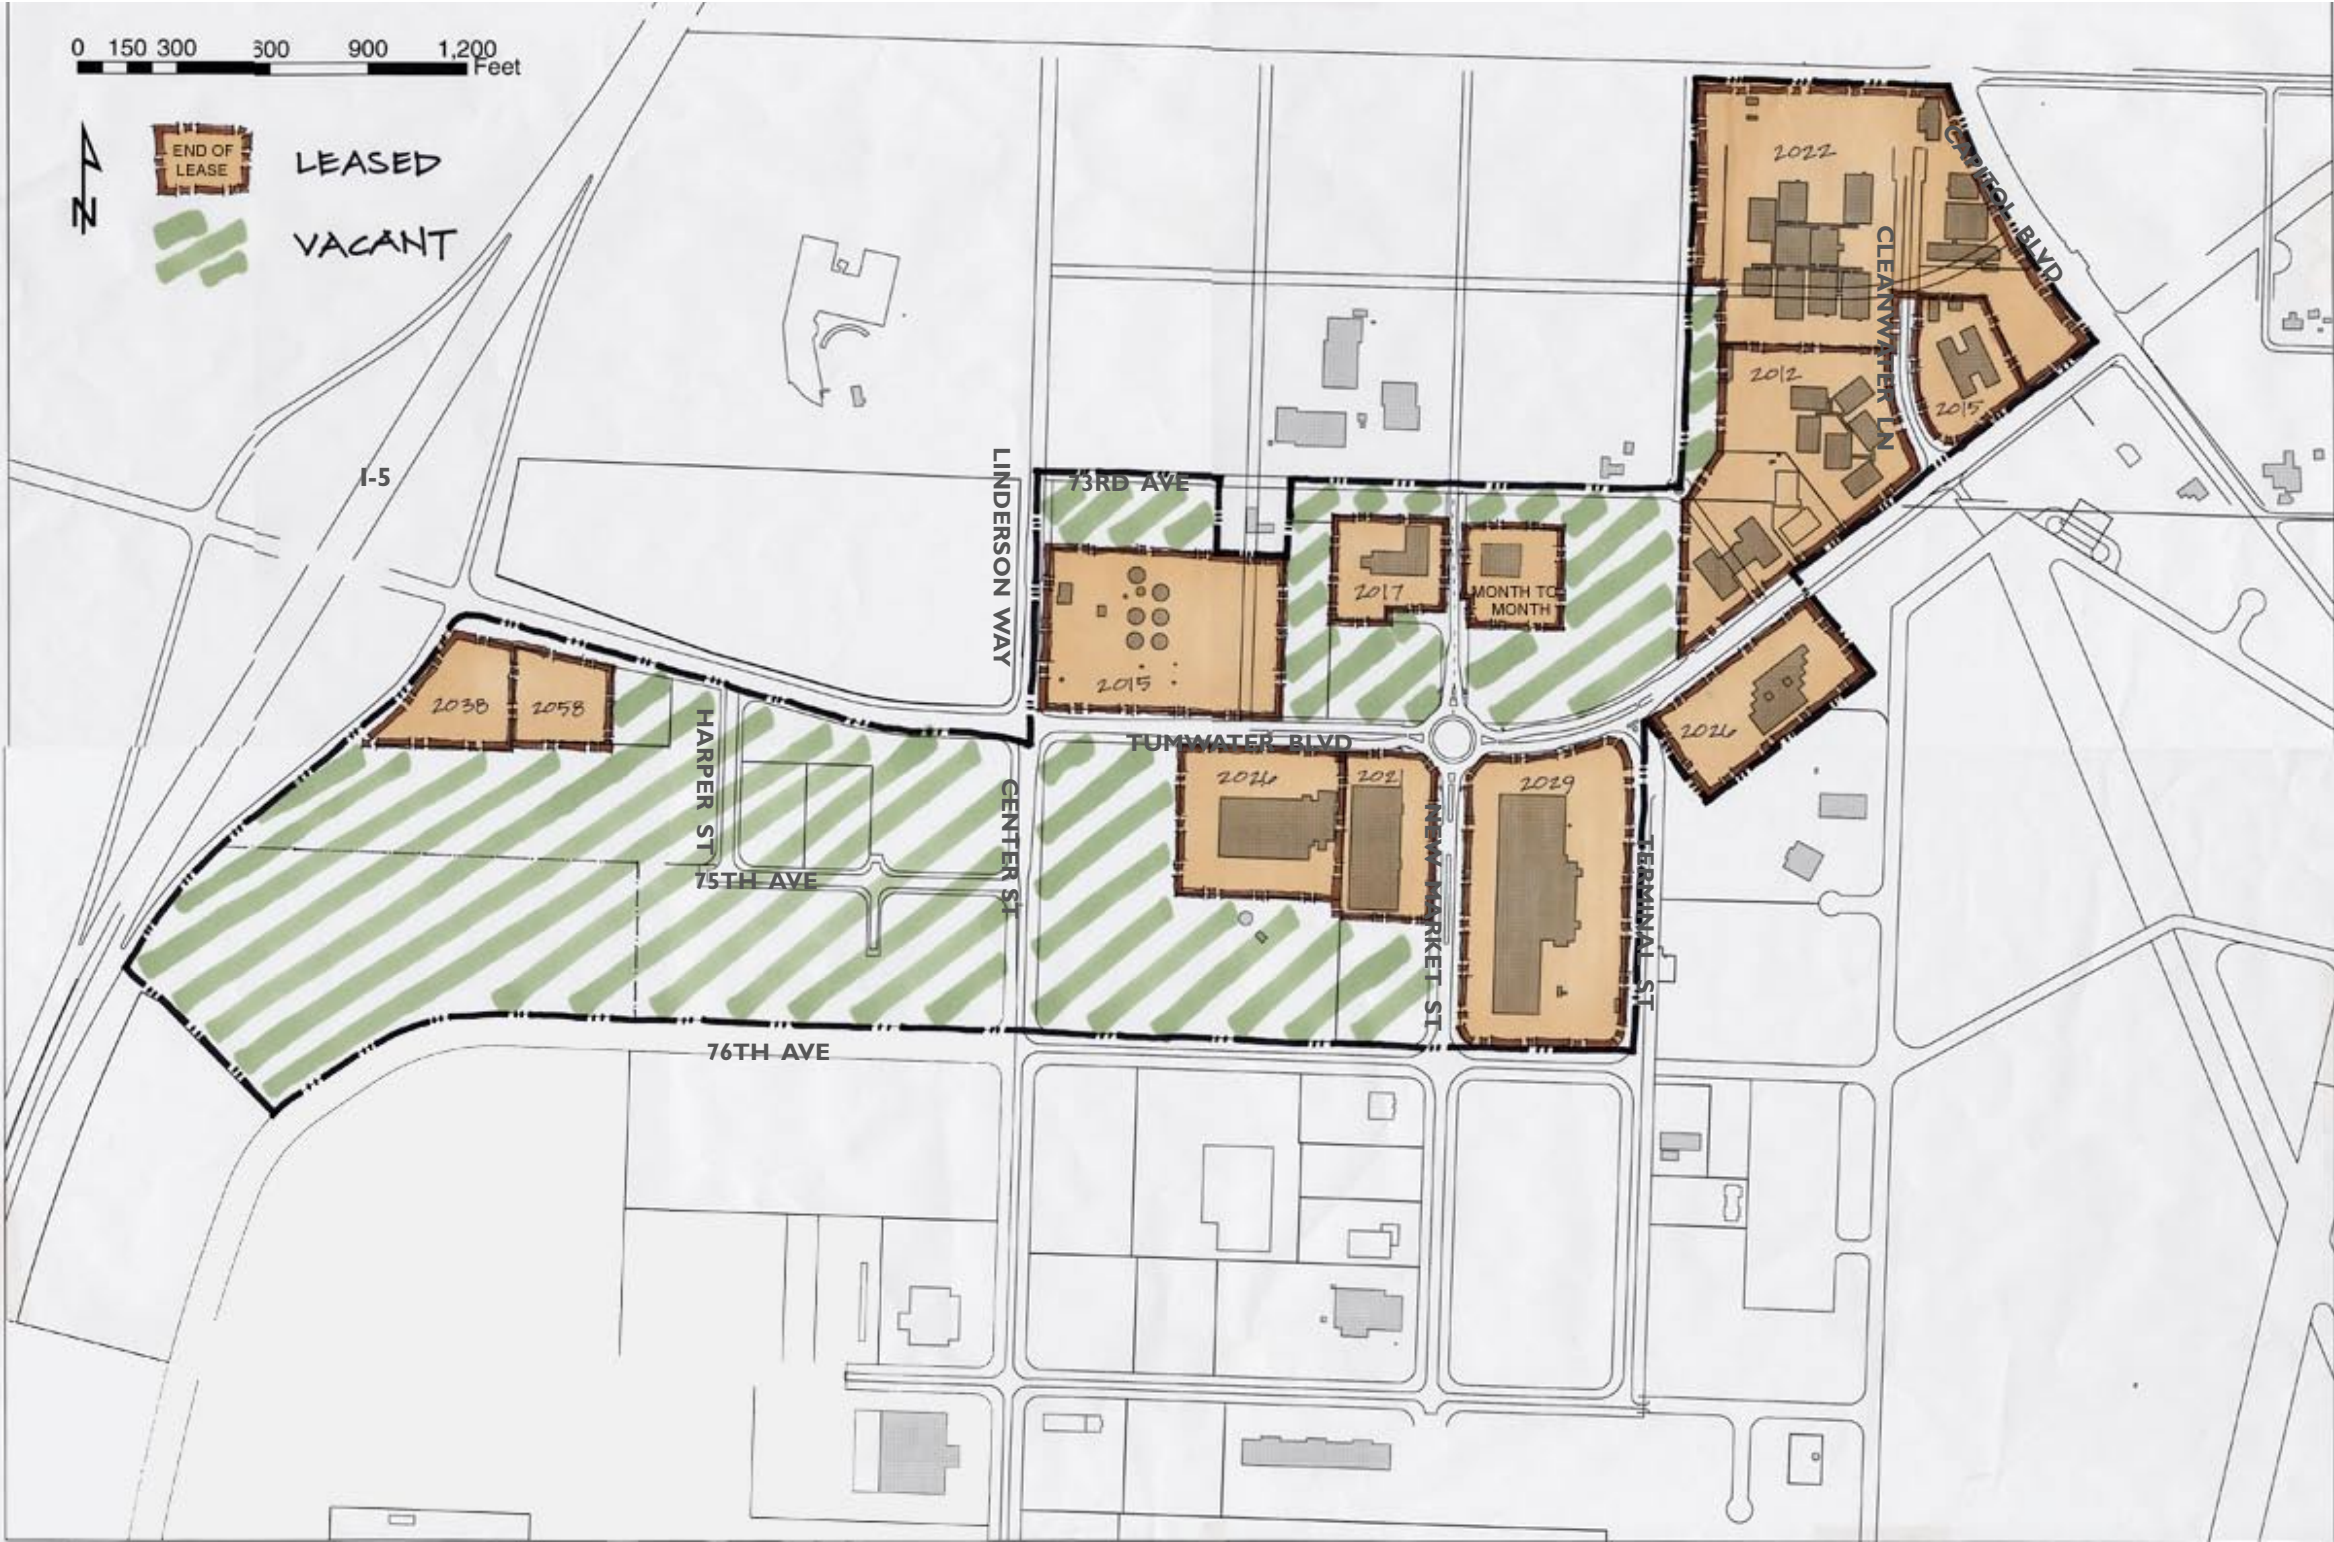 0 150 300 600 900 1,200
Feet
END OF
LEASE
LEASED
N
VACANT
2022
CAPITOL BLVD
CLEANWATER LN
2012
2015
I-5
LINDERSON WAY
73RD AVE
2017
MONTH TO
MONTH
2015
2038
2058
HARPER ST
TUMWATER BLVD
2026
2026
2021
2029
CENTER ST
NEW MARKET ST
TERMINAL ST
75TH AVE
76TH AVE